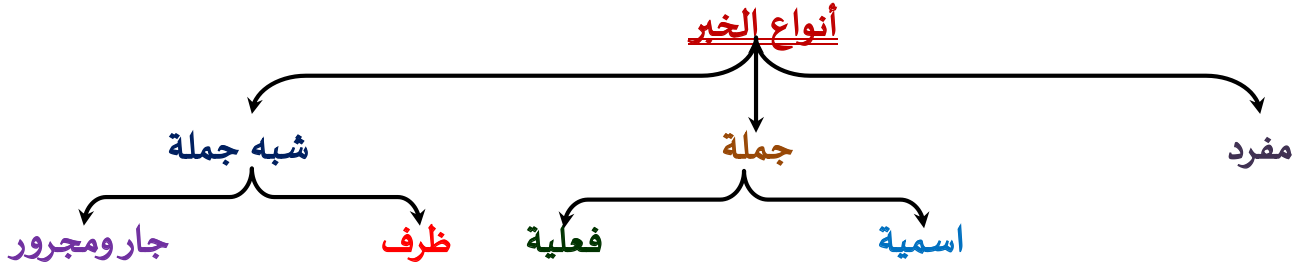 أنواع الخبر
مفرد جملة شبه جملة
اسمية فعلية ظرف جار ومجرور